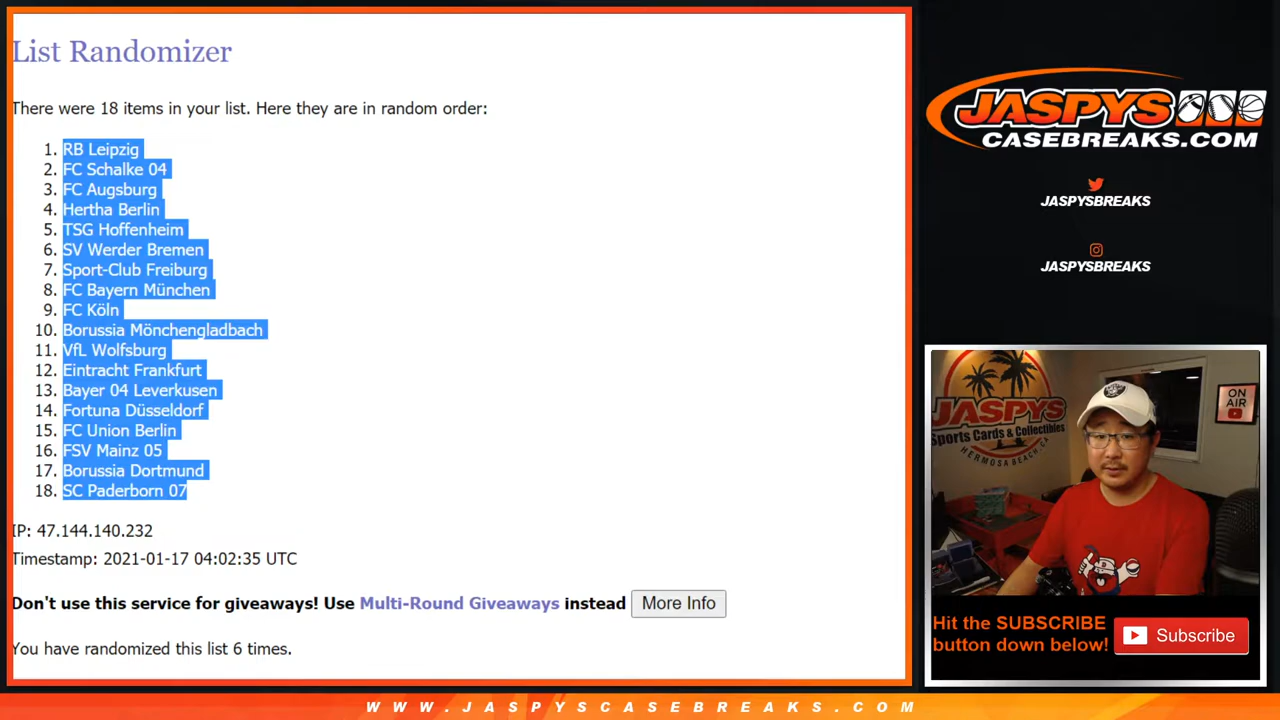 List Randomizer
There were 18 items in your list. Here they are in random order:
1. RB Leipzig
2. FC Schalke 04
3. FC Augsburg
4. Hertha Berlin
5. TSG Hoffenheim
6. SV Werder Bremen
7. Sport-Club Freiburg
8. FC Bayern München
9. FC Köln
10. Borussia Mönchengladbach
11. VfL Wolfsburg
12. Eintracht Frankfurt
13. Bayer 04 Leverkusen
14. Fortuna Düsseldorf
15. FC Union Berlin
16. FSV Mainz 05
17. Borussia Dortmund
18. SC Paderborn 07
IP: 47.144.140.232
Timestamp: 2021-01-17 04:02:35 UTC
Don't use this service for giveaways! Use Multi-Round Giveaways instead More Info
You have randomized this list 6 times.
JASPYS
CASEBREAKS.COM
JASPYSBREAKS
JASPYSBREAKS
JASPYS
Sports Cards & Collectibles
HERMOSA BEACH, CA
ON
AIR
Hit the SUBSCRIBE
button down below!
Subscribe
WWW.JASPYSCASEBREAKS.COM